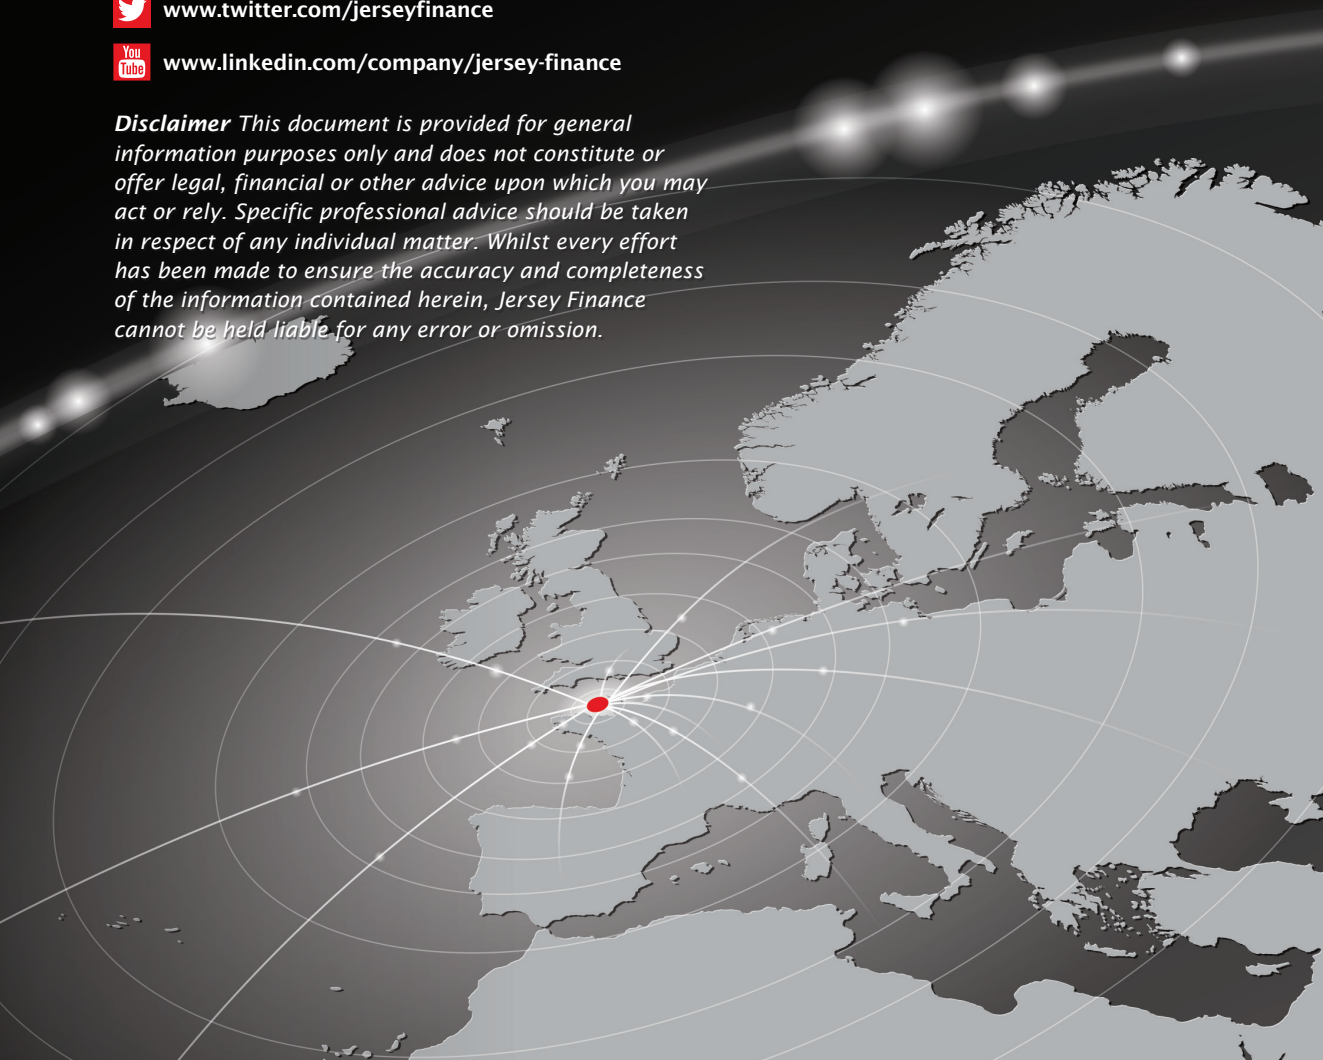 www.twitter.com/jerseyfinance
You
Tube
www.linkedin.com/company/jersey-finance
Disclaimer This document is provided for general
information purposes only and does not constitute or
offer legal, financial or other advice upon which you may
act or rely. Specific professional advice should be taken
in respect of any individual matter. Whilst every effort
has been made to ensure the accuracy and completeness
of the information contained herein, Jersey Finance
cannot be held liable for any error or omission.